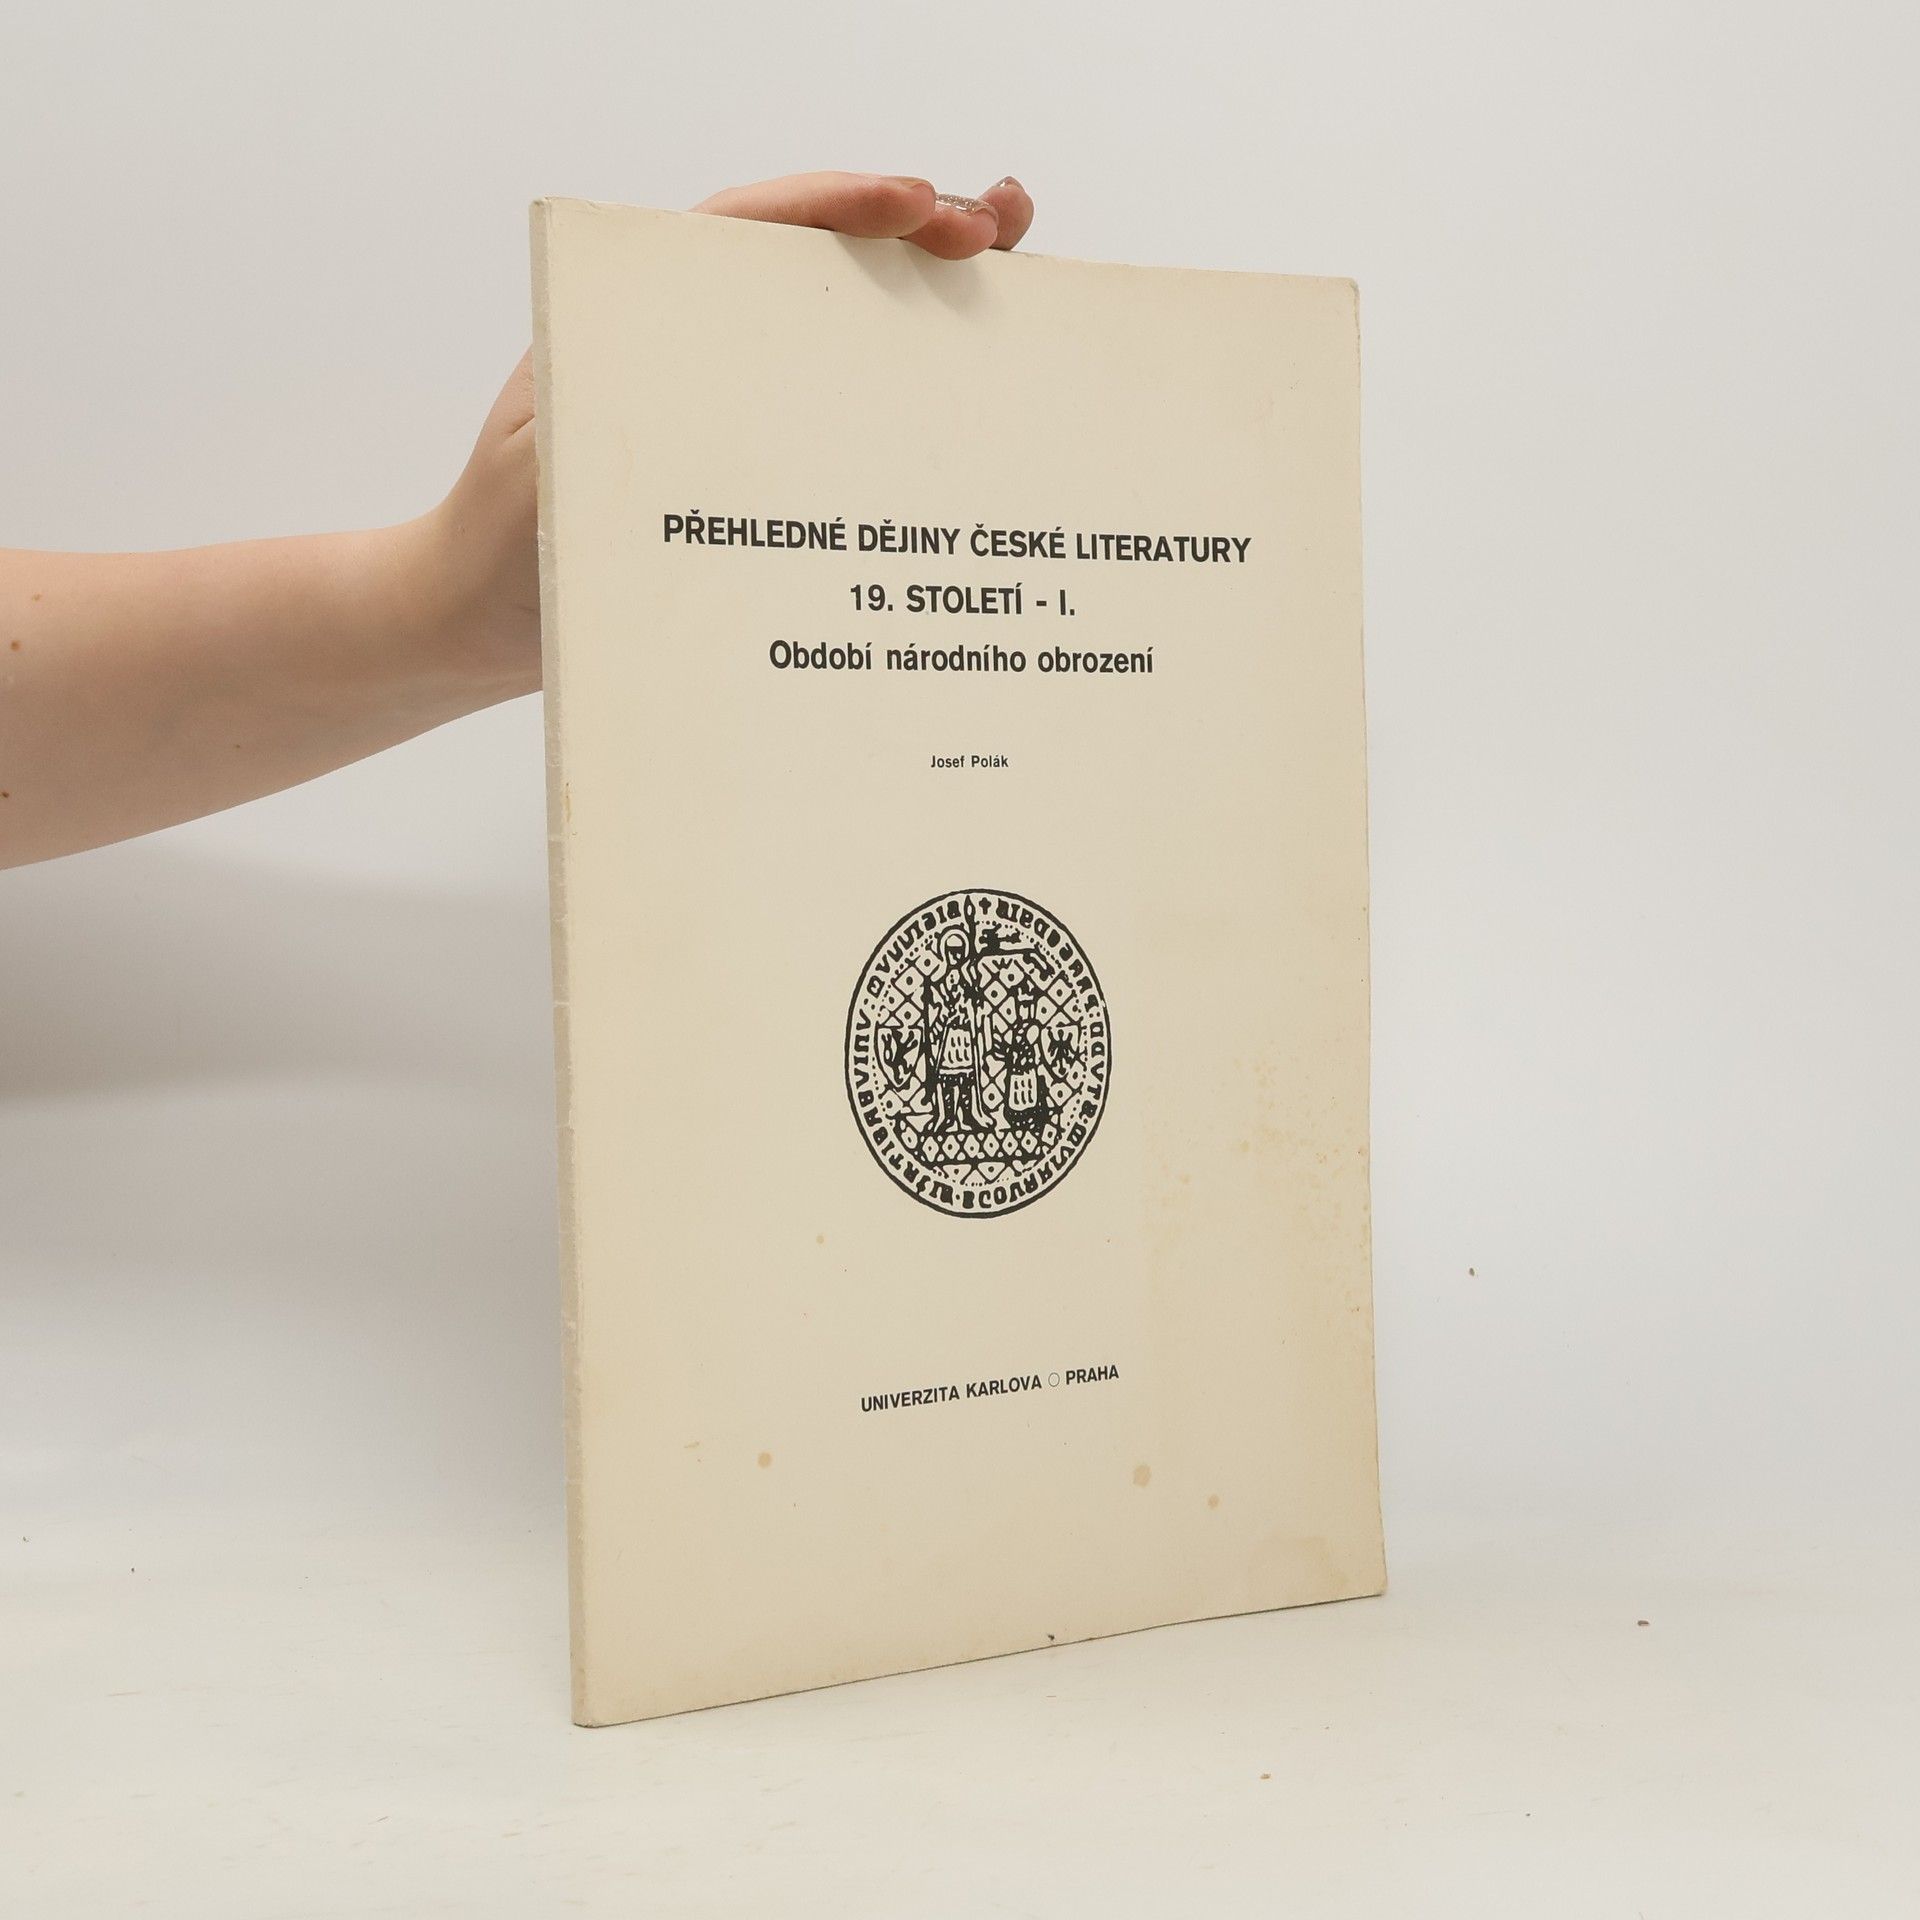 PŘEHLEDNÉ DĚJINY ČESKÉ LITERATURY
19. STOLETÍ - I.
Období národního obrození
Josef Polák
UNIVERZITA KARLOVA ○ PRAHA